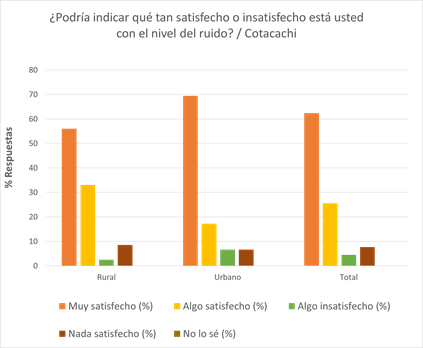 ¿Podría indicar qué tan satisfecho o insatisfecho está usted
con el nivel del ruido? / Cotacachi
% Respuestas
80
70
60
50
40
30
20
10
0
Rural
Urbano
Total
Muy satisfecho (%)
Algo satisfecho (%)
Algo insatisfecho (%)
Nada satisfecho (%)
No lo sé (%)